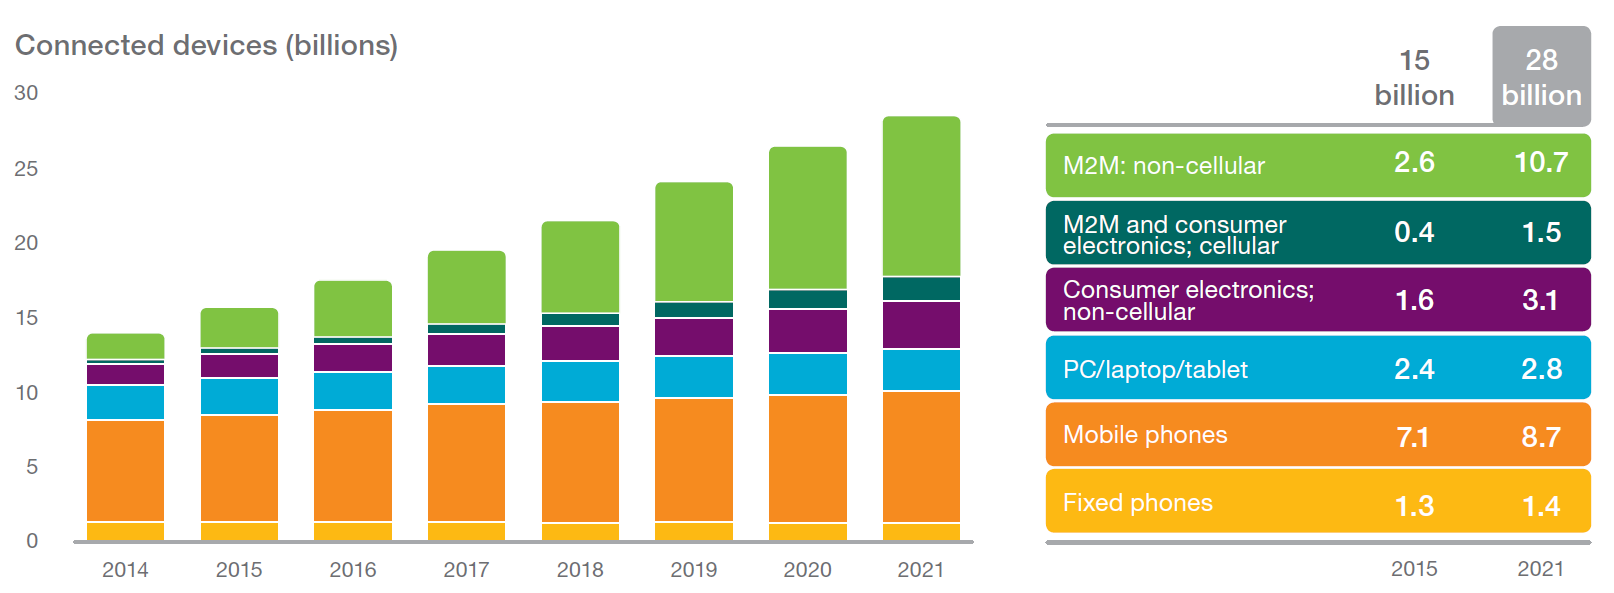 Connected devices (billions)
30
25
20
15
10
5
0
2014 2015 2016 2017 2018 2019 2020 2021
15 28
billion billion
M2M: non-cellular 2.6 10.7
M2M and consumer
electronics; cellular 0.4 1.5
Consumer electronics;
non-cellular 1.6 3.1
PC/laptop/tablet 2.4 2.8
Mobile phones 7.1 8.7
Fixed phones 1.3 1.4
2015 2021